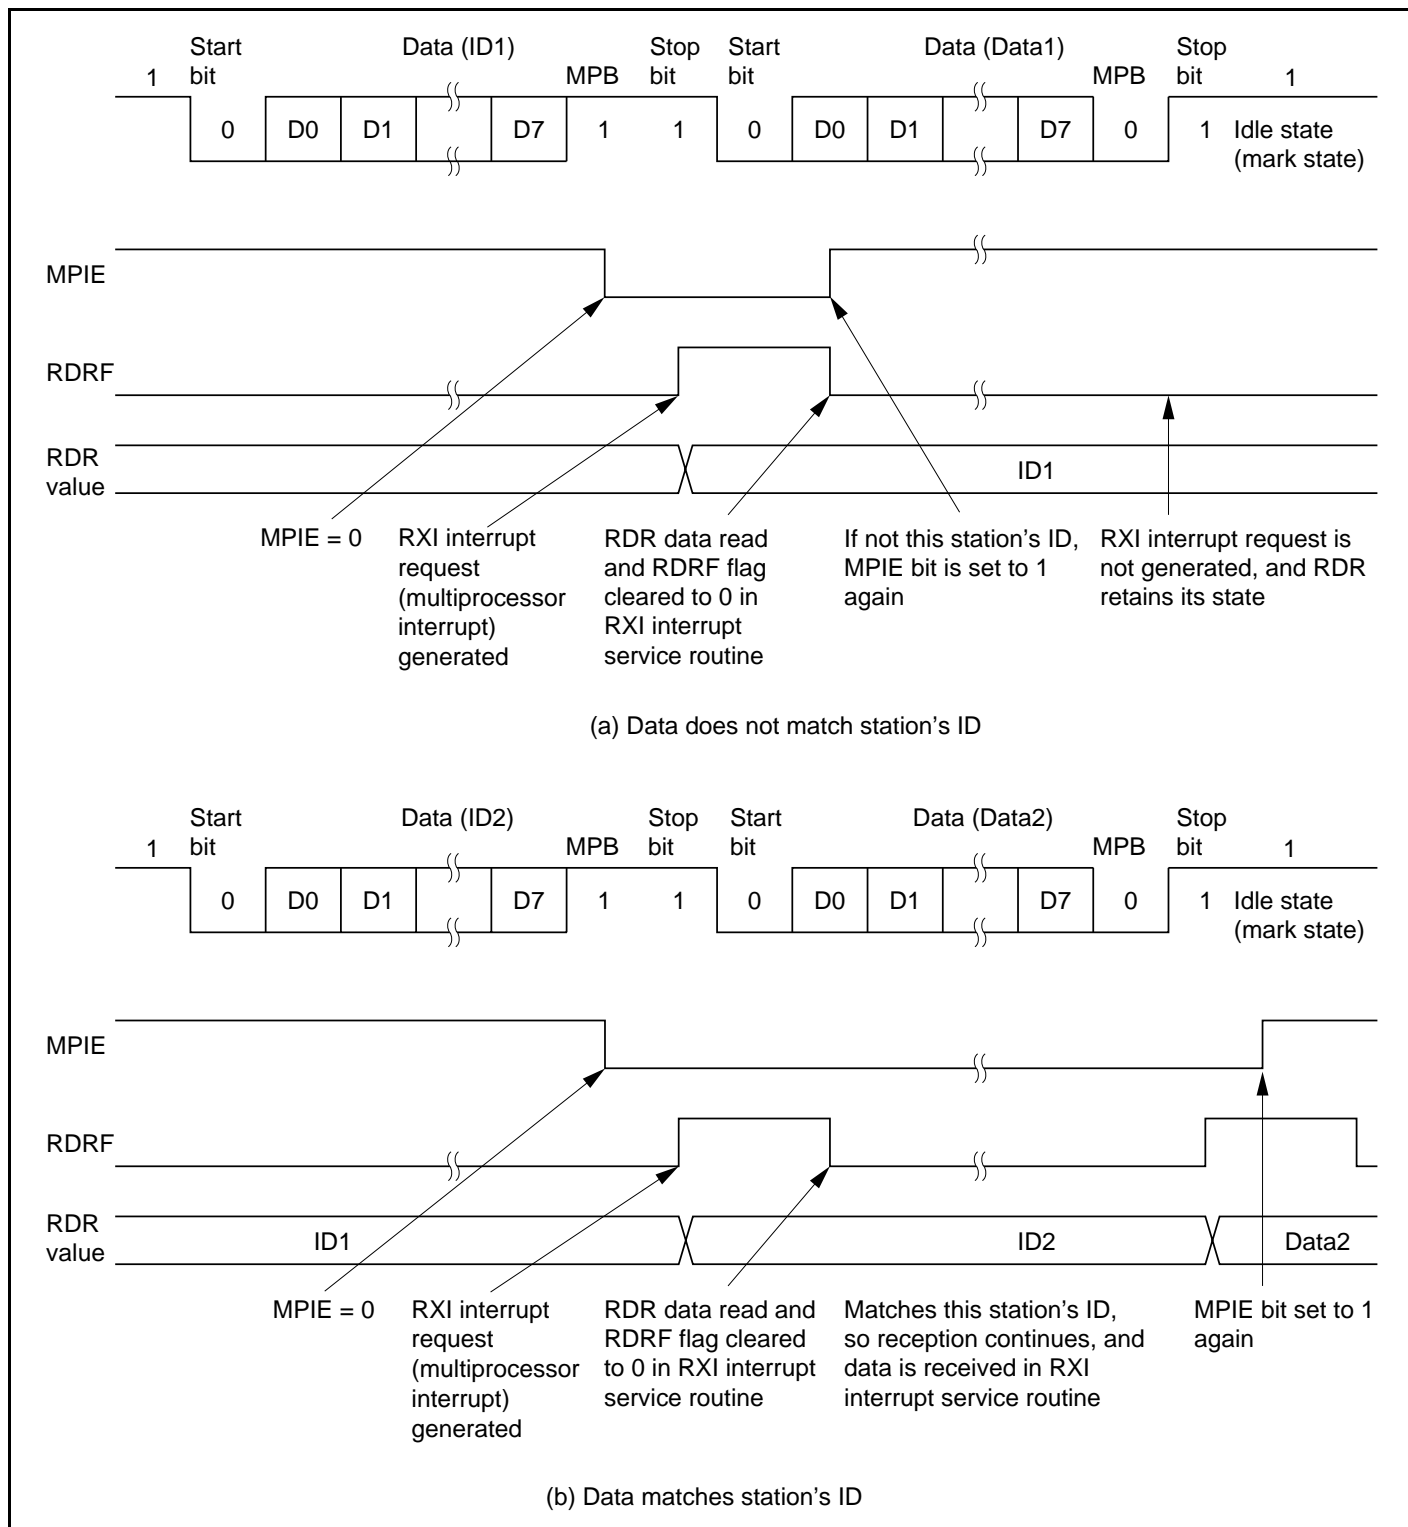 Start Data (ID1) Stop Start Data (Data1) Stop
1 bit MPB bit bit MPB bit 1
0 D0 D1 D7 1 1 0 D0 D1 D7 0 1 Idle state
(mark state)
MPIE
RDRF
RDR
value
ID1
MPIE = 0
RXI interrupt
request
(multiprocessor
interrupt)
generated
RDR data read
and RDRF flag
cleared to 0 in
RXI interrupt
service routine
If not this station's ID,
MPIE bit is set to 1
again
RXI interrupt request is
not generated, and RDR
retains its state
(a) Data does not match station's ID
Start Data (ID2) Stop Start Data (Data2) Stop
1 bit MPB bit bit MPB bit 1
0 D0 D1 D7 1 1 0 D0 D1 D7 0 1 Idle state
(mark state)
MPIE
RDRF
RDR
value
ID1 ID2 Data2
MPIE = 0
RXI interrupt
request
(multiprocessor
interrupt)
generated
RDR data read and
RDRF flag cleared
to 0 in RXI interrupt
service routine
Matches this station's ID,
so reception continues, and
data is received in RXI
interrupt service routine
MPIE bit set to 1
again
(b) Data matches station's ID